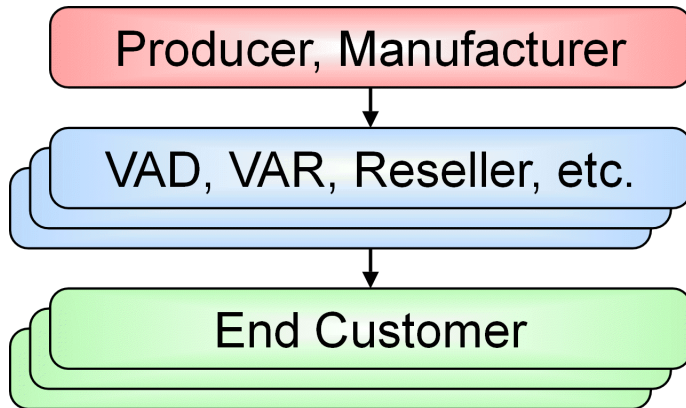 Producer, Manufacturer
VAD, VAR, Reseller, etc.
End Customer